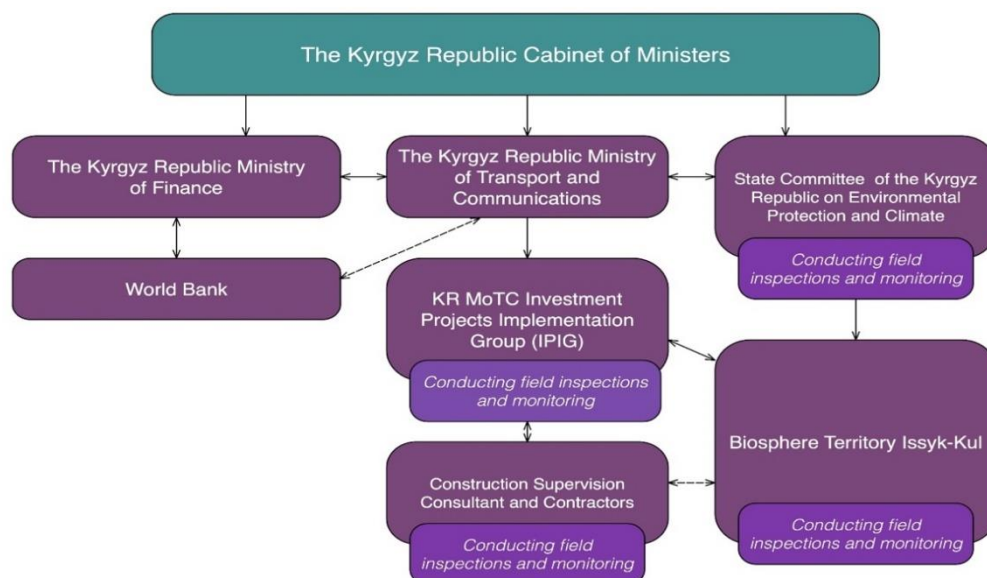 The Kyrgyz Republic Cabinet of Ministers
The Kyrgyz Republic Ministry
of Finance
The Kyrgyz Republic Ministry
of Transport and
Communications
State Committee of the Kyrgyz
Republic on Environmental
Protection and Climate
Conducting field
inspections and monitoring
World Bank
KR MoTC Investment
Projects Implementation
Group (IPIG)
Conducting field inspections
and monitoring
Biosphere Territory Issyk-Kul
Conducting field
inspections and monitoring
Construction Supervision
Consultant and Contractors
Conducting field
inspections and monitoring